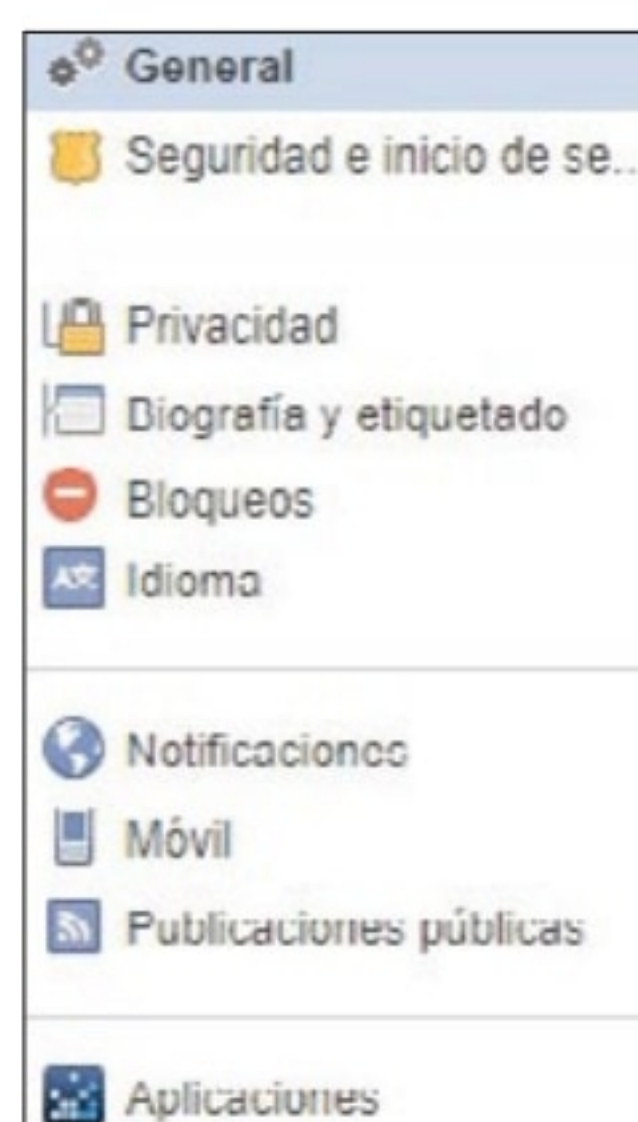 General
Seguridad e inicio de se...
Privacidad
Biografía y etiquetado
Bloqueos
Idioma
Notificaciones
Móvil
Publicaciones públicas
Aplicaciones